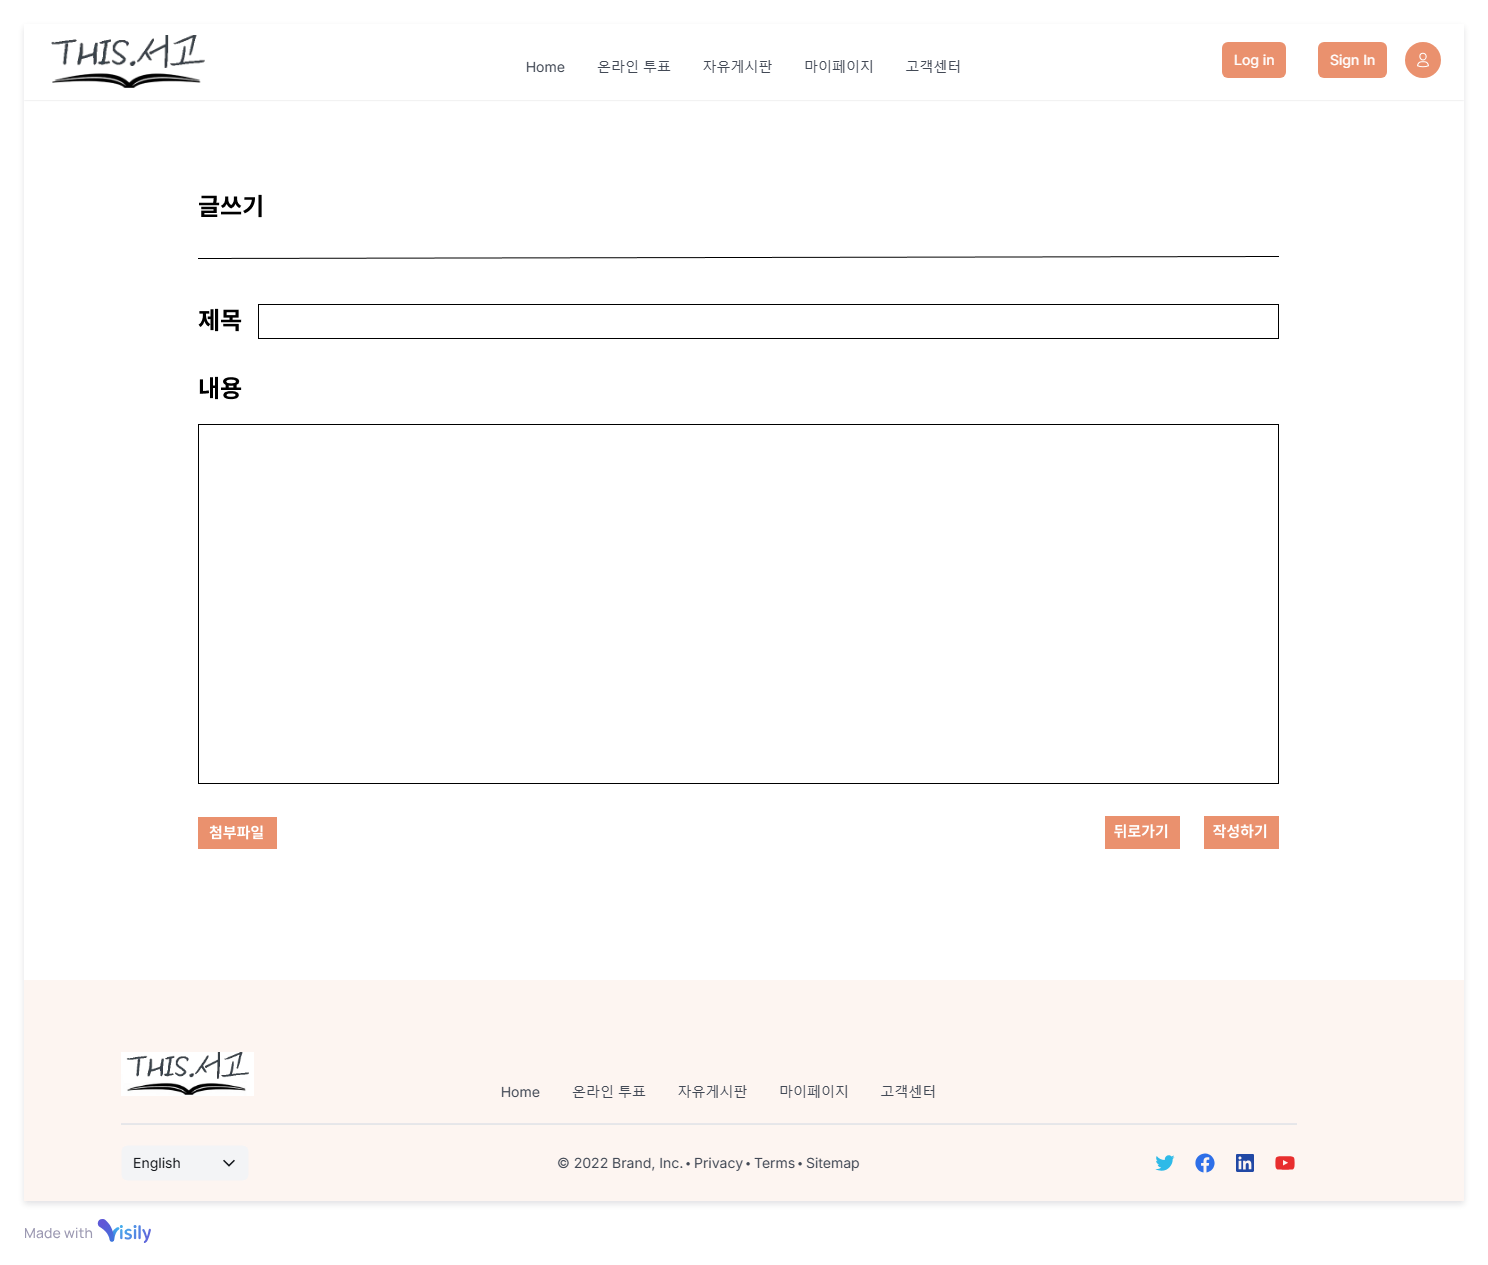 THIS.서고
Home 온라인 투표 자유게시판 마이페이지 고객센터
Log in Sign In
글쓰기
제목
내용
첨부파일 뒤로가기 작성하기
THIS.서고
Home 온라인 투표 자유게시판 마이페이지 고객센터
English © 2022 Brand, Inc. • Privacy • Terms • Sitemap
Made with Visily